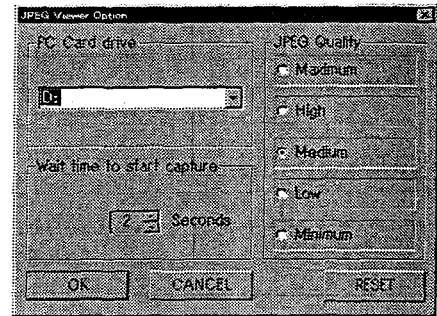 JPEG Viewer Option
PC Card drive
D:
Wait time to start capture
2 Seconds
JPEG Quality
Maximum
High
Medium
Low
Minimum
OK
CANCEL
RESET